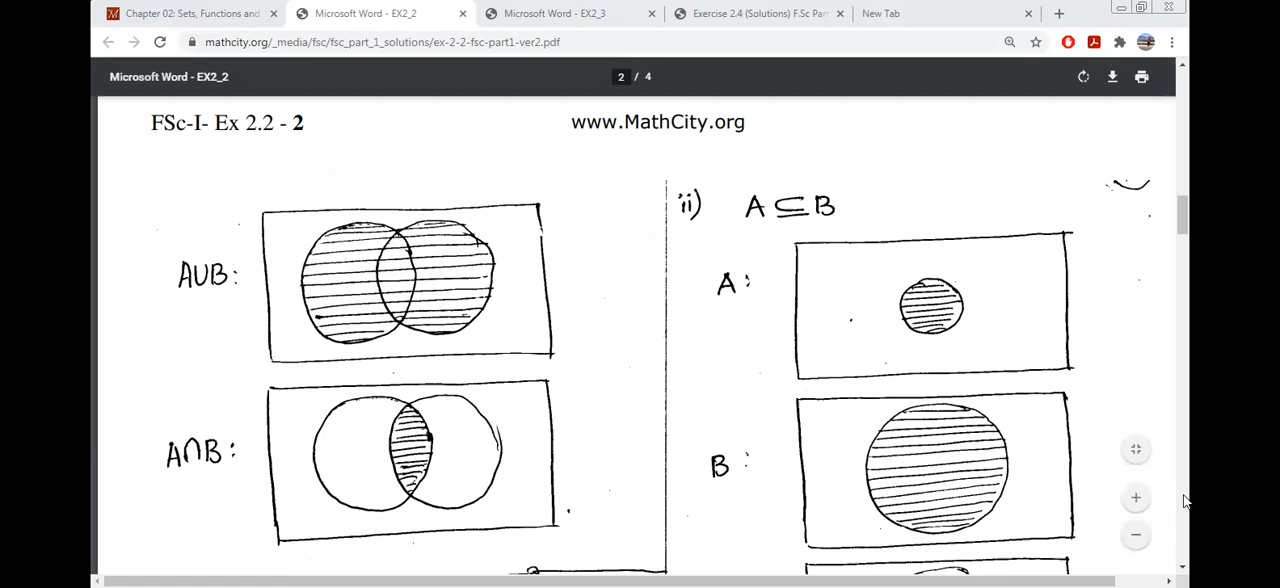 Chapter 02: Sets, Functions and
Microsoft Word - EX2_2
Microsoft Word - EX2_3
Exercise 2.4 (Solutions) F.Sc Par
New Tab
mathcity.org/_media/fsc/fsc_part_1_solutions/ex-2-2-fsc-part1-ver2.pdf
Microsoft Word - EX2_2
2 / 4
FSc-I- Ex 2.2 - 2
www.MathCity.org
A∪B:
A∩B:
ii) A ⊆ B
A:
B: